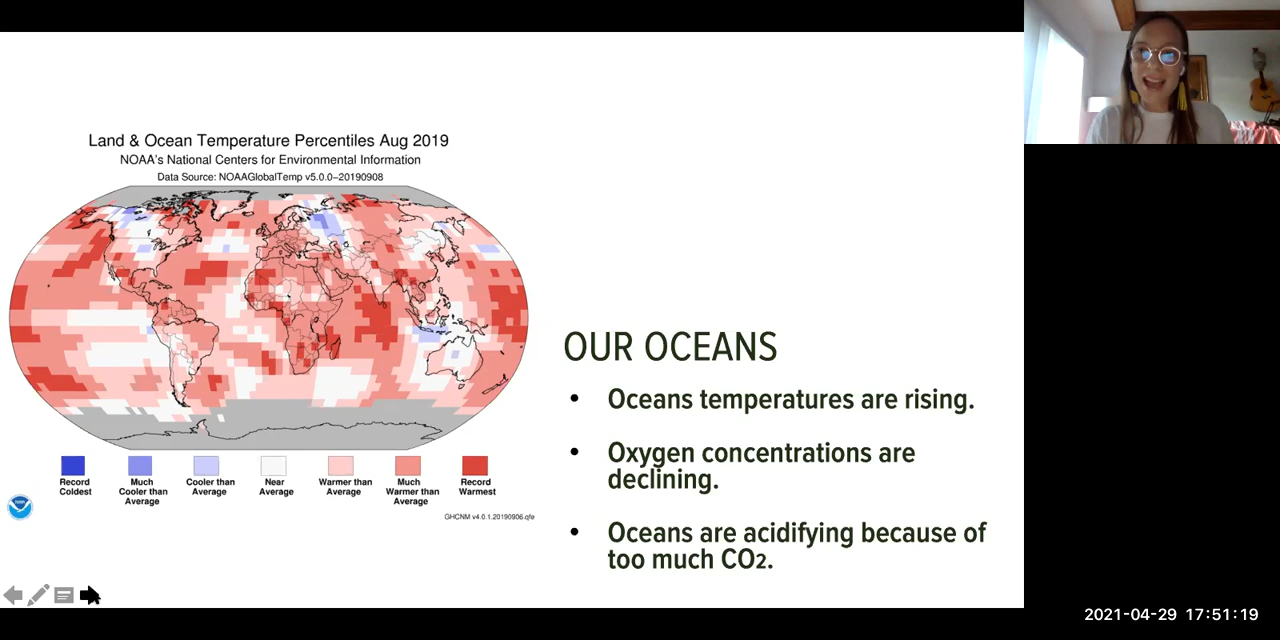 Land & Ocean Temperature Percentiles Aug 2019
NOAA's National Centers for Environmental Information
Data Source: NOAAGlobalTemp v5.0.0–20190908
Record
Coldest
Much
Cooler than
Average
Cooler than
Average
Near
Average
Warmer than
Average
Much
Warmer than
Average
Record
Warmest
GHCNM v4.0.1.20190906.qfe
OUR OCEANS
• Oceans temperatures are rising.
• Oxygen concentrations are
declining.
• Oceans are acidifying because of
too much CO2.
2021-04-29 17:51:19